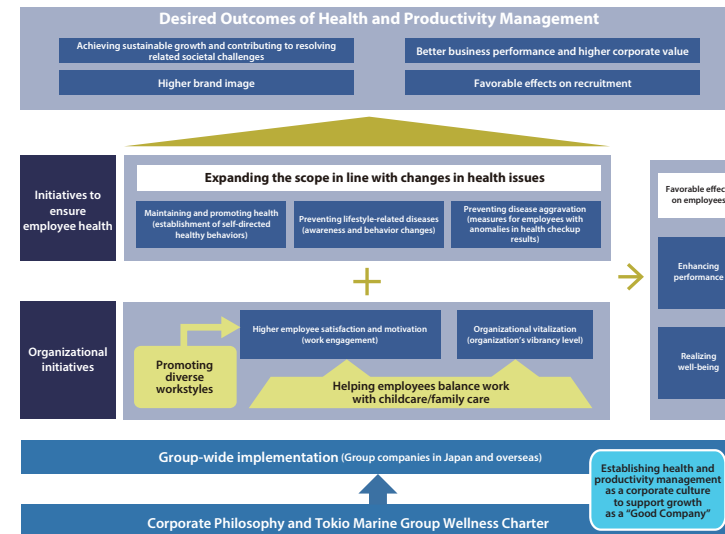 Desired Outcomes of Health and Productivity Management
Achieving sustainable growth and contributing to resolving
related societal challenges
Better business performance and higher corporate value
Higher brand image
Favorable effects on recruitment
Initiatives to
ensure
employee health
Expanding the scope in line with changes in health issues
Maintaining and promoting health
(establishment of self-directed
healthy behaviors)
Preventing lifestyle-related diseases
(awareness and behavior changes)
Preventing disease aggravation
(measures for employees with
anomalies in health checkup
results)
Favorable
on employees
Enhancing
performance
Realizing
well-being
Organizational
initiatives
Promoting
diverse
workstyles
Higher employee satisfaction and motivation
(work engagement)
Organizational vitalization
(organization's vibrancy level)
Helping employees balance work
with childcare/family care
Group-wide implementation (Group companies in Japan and overseas)
Corporate Philosophy and Tokio Marine Group Wellness Charter
Establishing health and
productivity management
as a corporate culture
to support growth
as a "Good Company"